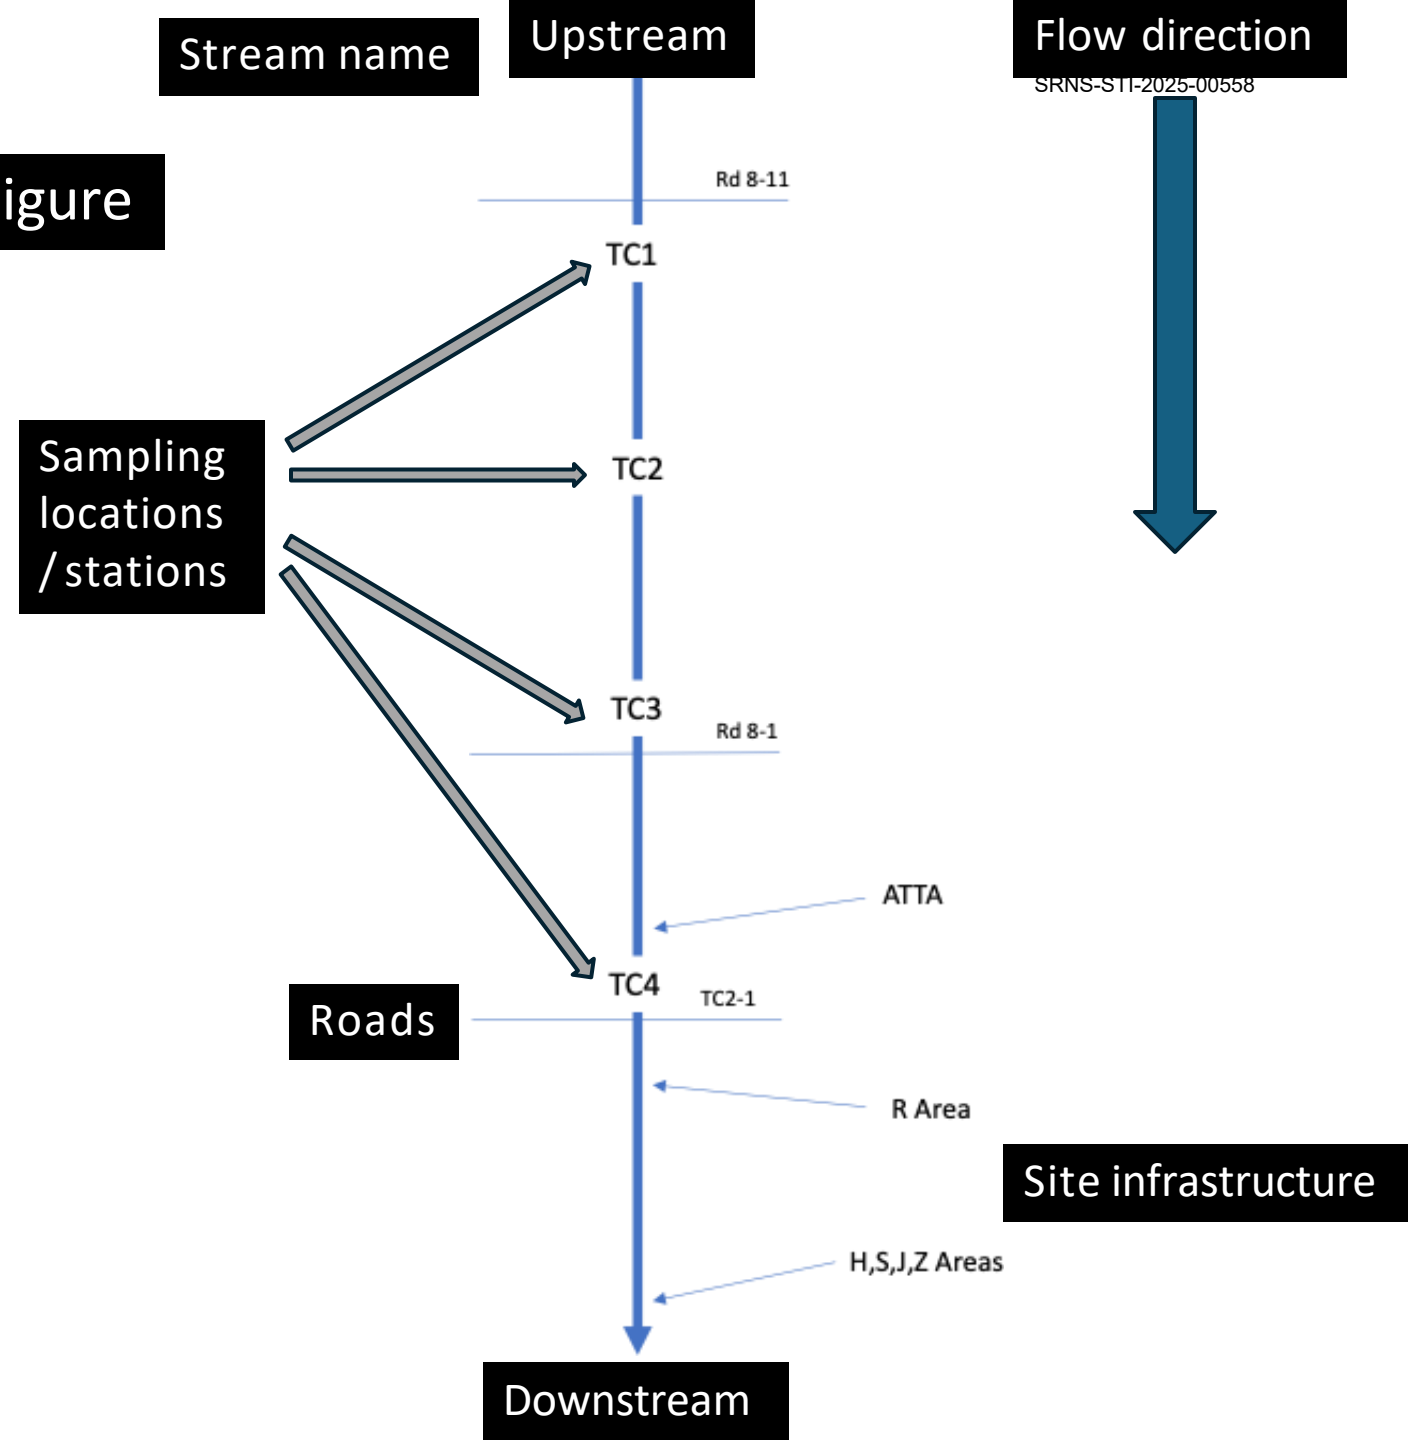 Stream name
Upstream
Flow direction
SRNS-STI-2025-00558
Rd 8-11
igure
TC1
Sampling
locations
/stations
TC2
TC3
Rd 8-1
ATTA
TC4
TC2-1
Roads
R Area
Site infrastructure
H,S,J,Z Areas
Downstream